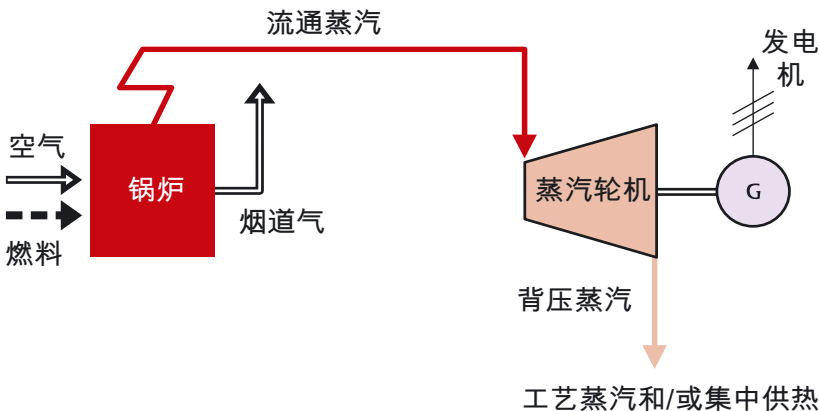 流通蒸汽
发电
机
空气
锅炉
蒸汽轮机
G
烟道气
燃料
背压蒸汽
工艺蒸汽和/或集中供热